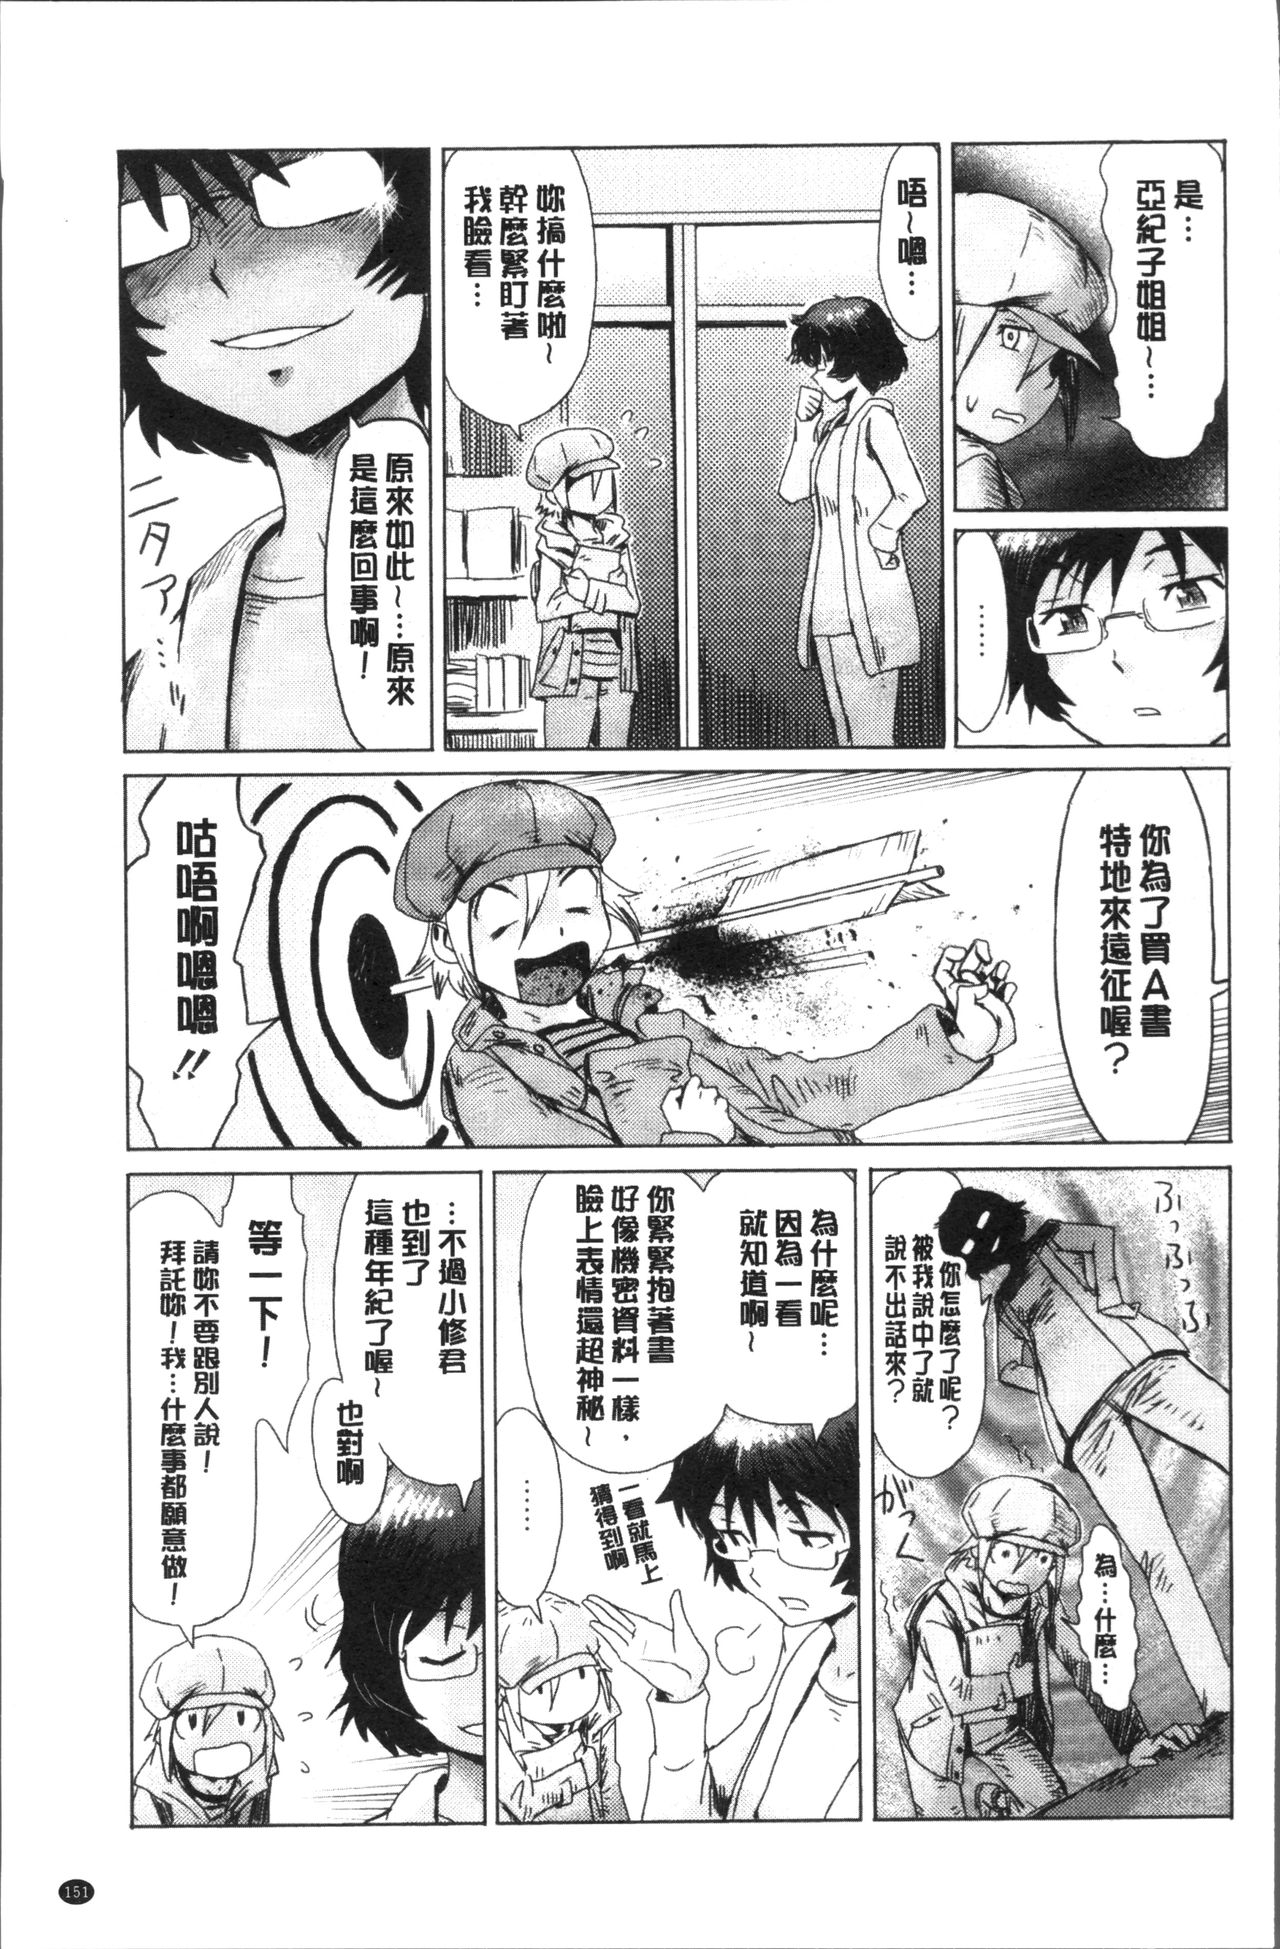 是…
亞紀子姐姐～…
……
唔～嗯…
妳搞什麼啦～
幹麼緊盯著
我臉看…
原來如此～…原來
是這麼回事啊！
ニタァ…
你為了買A書
特地來遠征喔？
咕唔啊嗯嗯!!
ふっふっふ
你怎麼了呢？
被我說中了就
說不出話來？
がっくし
為…什麼…
為什麼呢…
因為一看
就知道啊～
你緊緊抱著書
好像機密資料一樣，
臉上表情還超神秘～
一看就馬上
猜得到啊
……
…不過小修君
也到了
這種年紀了喔～
也對啊
等一下！
請妳不要跟別人說！
拜託妳！我…什麼事都願意做！
151